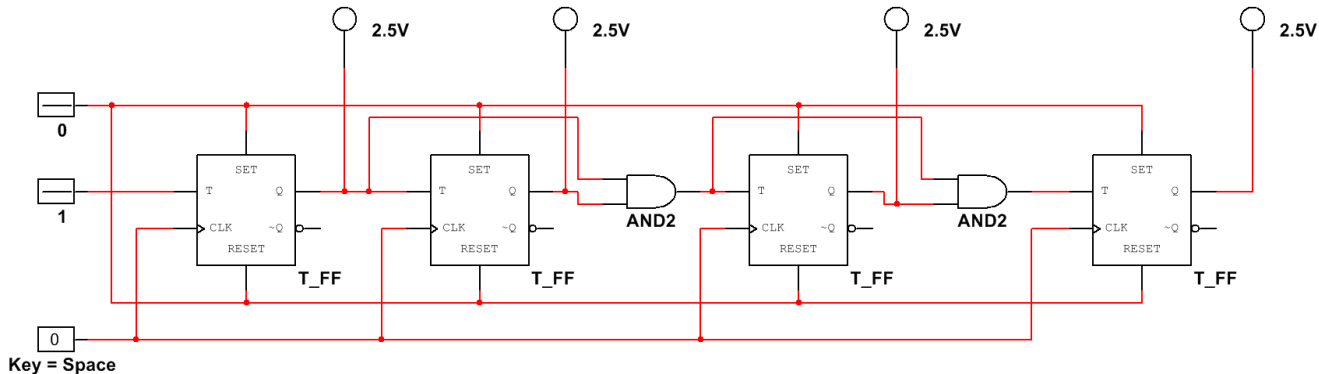 2.5V
2.5V
2.5V
2.5V
0
1
SET
T Q
CLK ~Q
RESET
T_FF
SET
T Q
CLK ~Q
RESET
T_FF
AND2
SET
T Q
CLK ~Q
RESET
T_FF
AND2
SET
T Q
CLK ~Q
RESET
T_FF
0
Key = Space